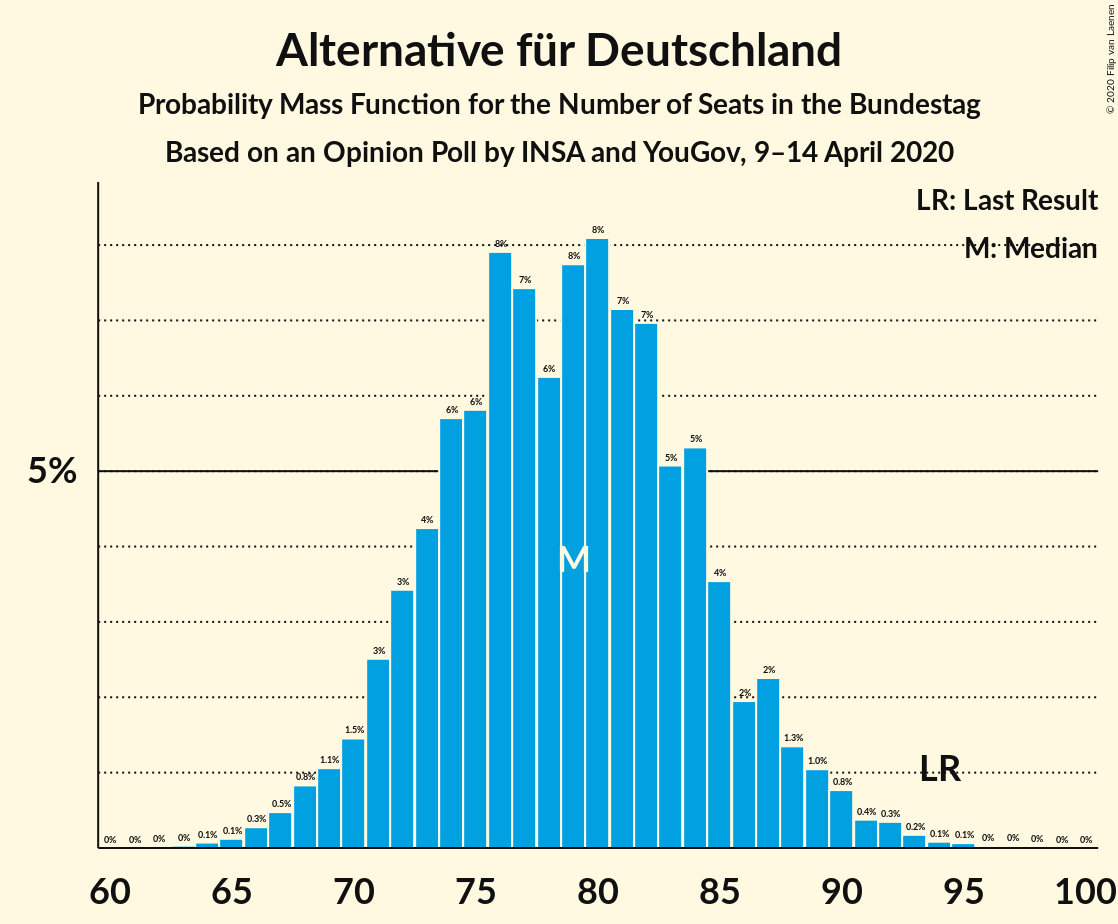 Alternative für Deutschland
Probability Mass Function for the Number of Seats in the Bundestag
Based on an Opinion Poll by INSA and YouGov, 9–14 April 2020
© 2020 Filip van Laenen
LR: Last Result
M: Median
5%
0% 0% 0% 0% 0.1% 0.1% 0.3% 0.5% 0.8% 1.1% 1.5% 3% 3% 4% 6% 6% 8% 7% 6% 8% 8% 7% 7% 5% 5% 4% 2% 2% 1.3% 1.0% 0.8% 0.4% 0.3% 0.2% 0.1% 0.1% 0% 0% 0% 0% 0%
M
LR
60 65 70 75 80 85 90 95 100